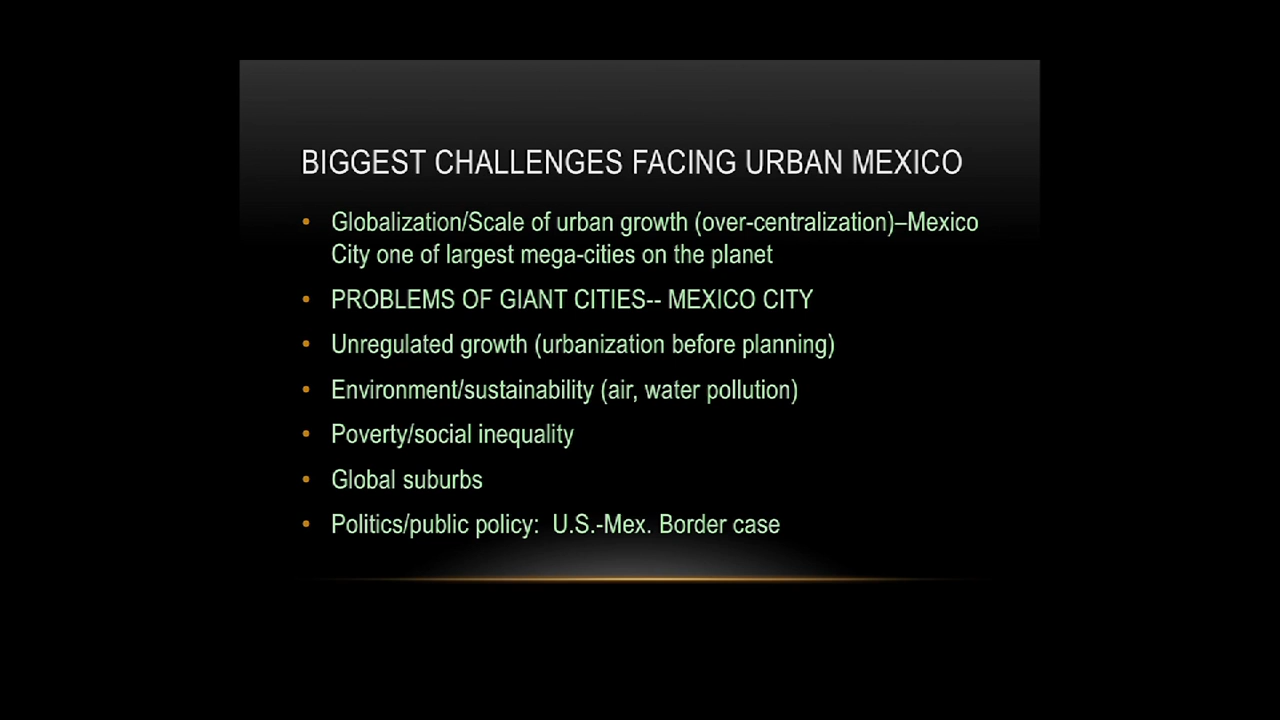 BIGGEST CHALLENGES FACING URBAN MEXICO
• Globalization/Scale of urban growth (over-centralization)–Mexico
City one of largest mega-cities on the planet
• PROBLEMS OF GIANT CITIES-- MEXICO CITY
• Unregulated growth (urbanization before planning)
• Environment/sustainability (air, water pollution)
• Poverty/social inequality
• Global suburbs
• Politics/public policy:  U.S.-Mex. Border case